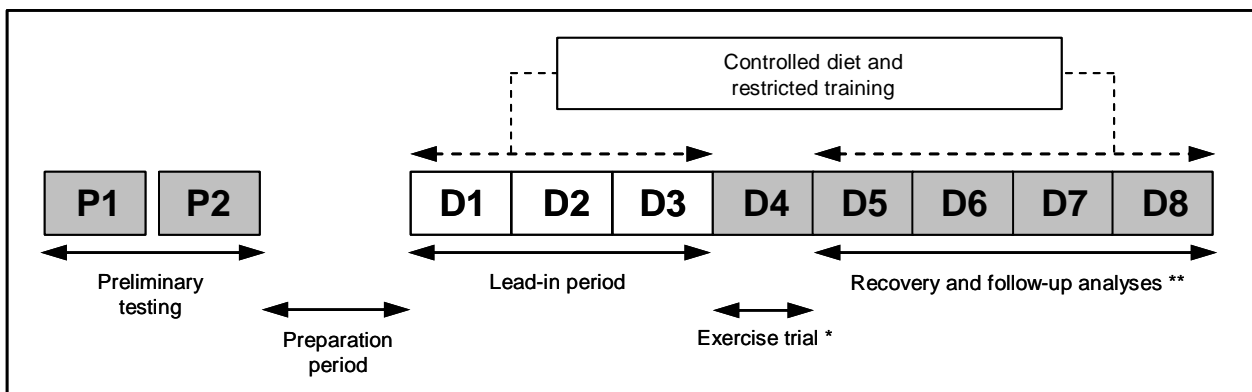 Controlled diet and
restricted training
P1 P2 D1 D2 D3 D4 D5 D6 D7 D8
Preliminary
testing
Lead-in period
Recovery and follow-up analyses **
Preparation
period
Exercise trial *